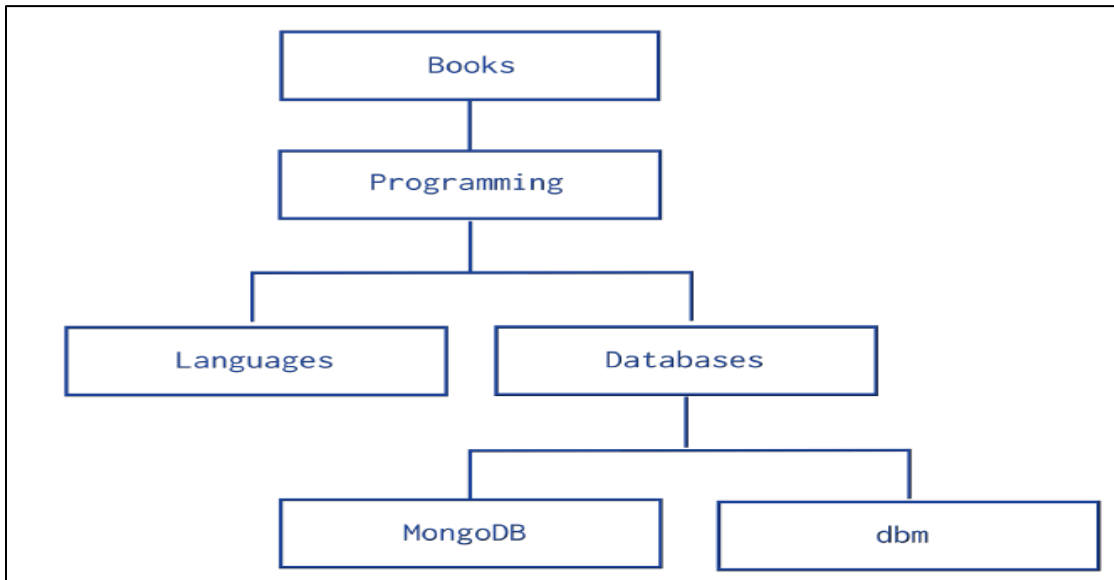 Books
Programming
Languages
Databases
MongoDB
dbm